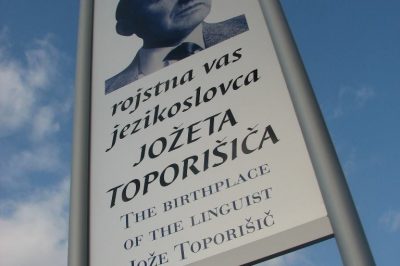 rojstna vas
jezikoslovca
JOŽETA
TOPORIŠIČA
THE BIRTHPLACE
OF THE LINGUIST
JOŽE TOPORIŠIČ